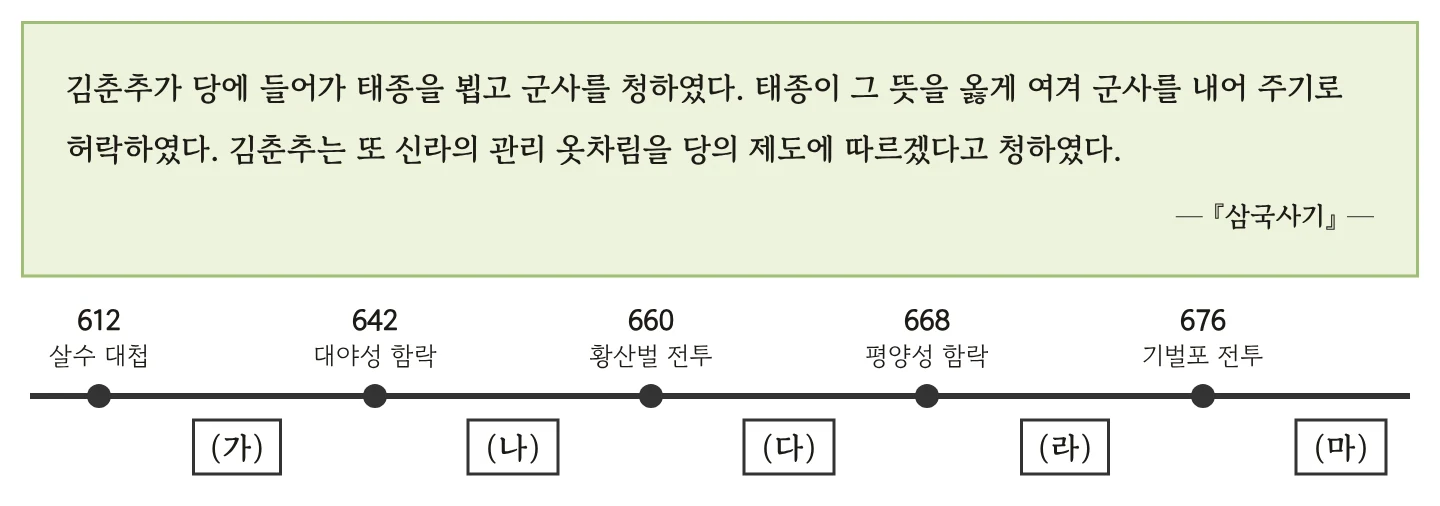 김춘추가 당에 들어가 태종을 뵙고 군사를 청하였다. 태종이 그 뜻을 옳게 여겨 군사를 내어 주기로
허락하였다. 김춘추는 또 신라의 관리 옷차림을 당의 제도에 따르겠다고 청하였다.
— 『삼국사기』 —
612 642 660 668 676
살수 대첩 대야성 함락 황산벌 전투 평양성 함락 기벌포 전투
(가) (나) (다) (라) (마)